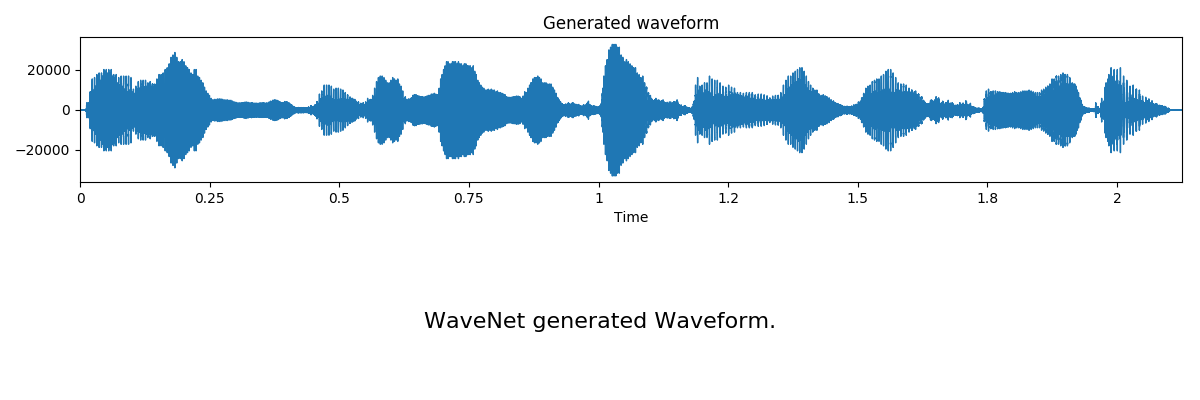 Generated waveform
20000
0
−20000
0 0.25 0.5 0.75 1 1.2 1.5 1.8 2
Time
WaveNet generated Waveform.